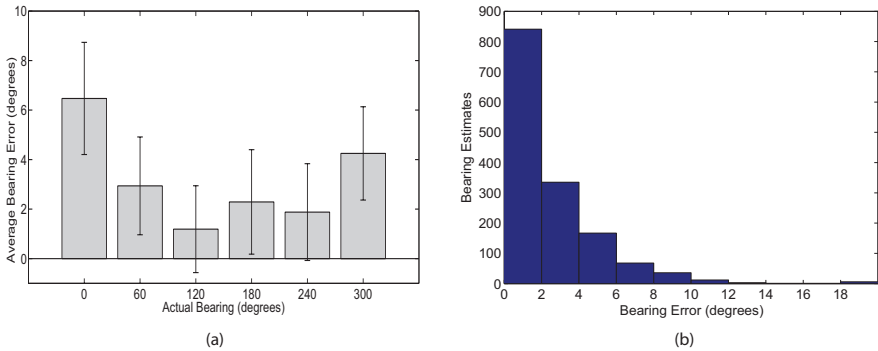 10
8
6
4
2
0
Average Bearing Error (degrees)
0 60 120 180 240 300
Actual Bearing (degrees)
(a)
900
800
700
600
500
400
300
200
100
0
Bearing Estimates
0 2 4 6 8 10 12 14 16 18
Bearing Error (degrees)
(b)